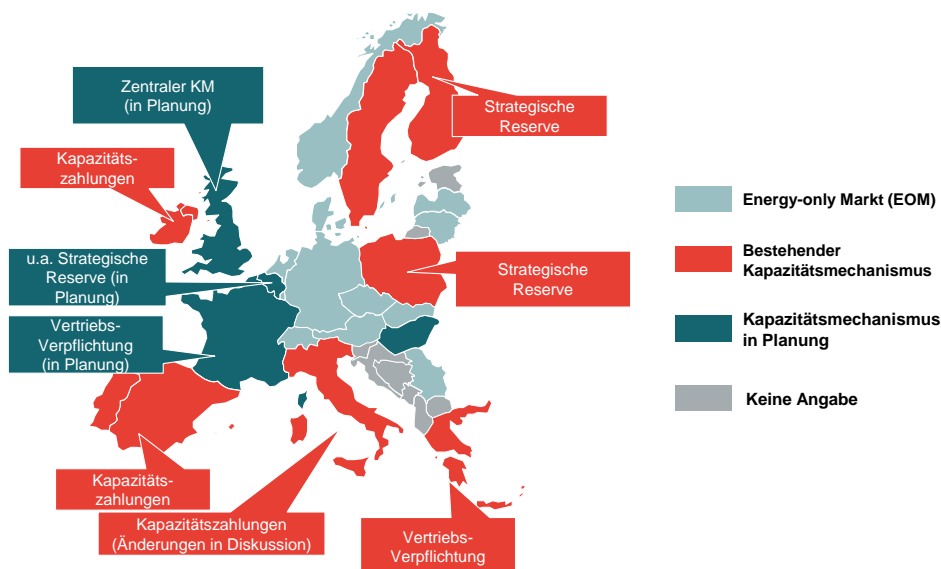 Zentraler KM
(in Planung)
Strategische
Reserve
Kapazitäts-
zahlungen
u.a. Strategische
Reserve (in
Planung)
Strategische
Reserve
Vertriebs-
Verpflichtung
(in Planung)
Kapazitäts-
zahlungen
Kapazitätszahlungen
(Änderungen in Diskussion)
Vertriebs-
Verpflichtung
Energy-only Markt (EOM)
Bestehender
Kapazitätsmechanismus
Kapazitätsmechanismus
in Planung
Keine Angabe